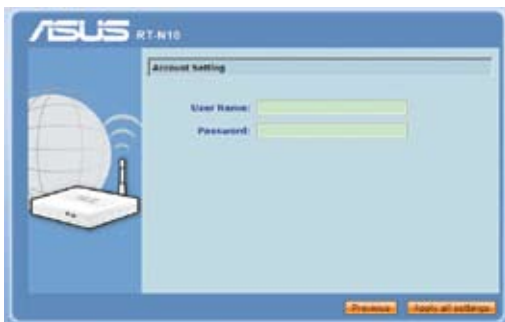 ASUS RT-N10
Account Setting
User Name:
Password:
Previous Apply all settings